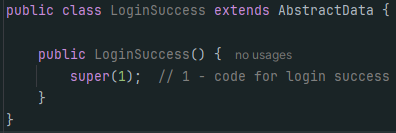 public class LoginSuccess extends AbstractData {
public LoginSuccess() { no usages
super(1); // 1 - code for login success
}
}